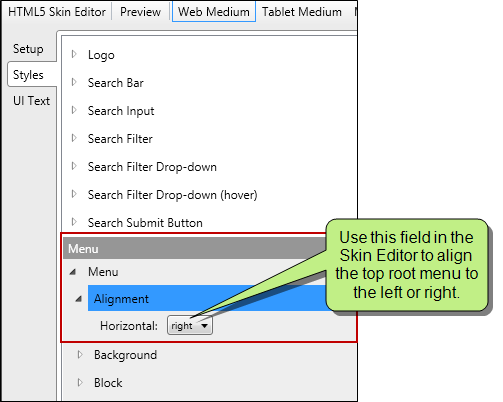 HTML5 Skin Editor Preview Web Medium Tablet Medium
Setup
Styles
UI Text
Logo
Search Bar
Search Input
Search Filter
Search Filter Drop-down
Search Filter Drop-down (hover)
Search Submit Button
Menu
Menu
Alignment
Horizontal: right
Background
Block
Use this field in the
Skin Editor to align
the top root menu to
the left or right.